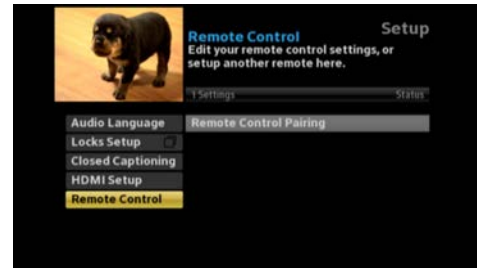 Setup
Remote Control
Edit your remote control settings, or
setup another remote here.
1 Settings Status
Audio Language
Remote Control Pairing
Locks Setup
Closed Captioning
HDMI Setup
Remote Control